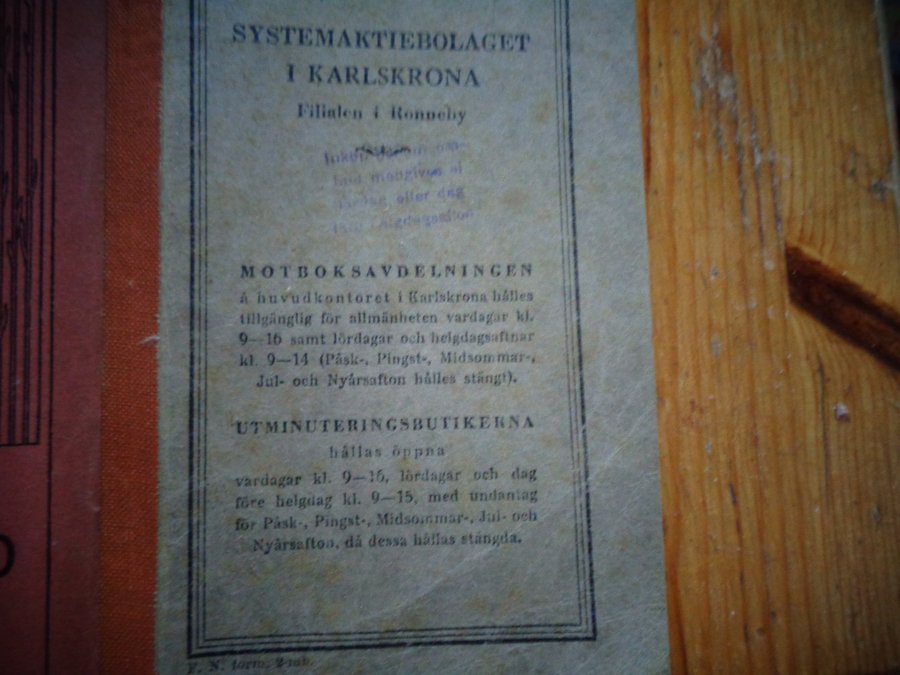 SYSTEMAKTIEBOLAGET
I KARLSKRONA
Filialen i Ronneby
MOTBOKSAVDELNINGEN
å huvudkontoret i Karlskrona hålles
tillgänglig för allmänheten vardagar kl.
9—16 samt lördagar och helgdagsaftnar
kl. 9—14 (Påsk-, Pingst-, Midsommar-,
Jul- och Nyårsafton hålles stängt).
UTMINUTERINGSBUTIKERNA
hållas öppna
vardagar kl. 9—16, lördagar och dag
före helgdag kl. 9—15, med undantag
för Påsk-, Pingst-, Midsommar-, Jul- och
Nyårsafton, då dessa hållas stängda.
F. N. form. 2